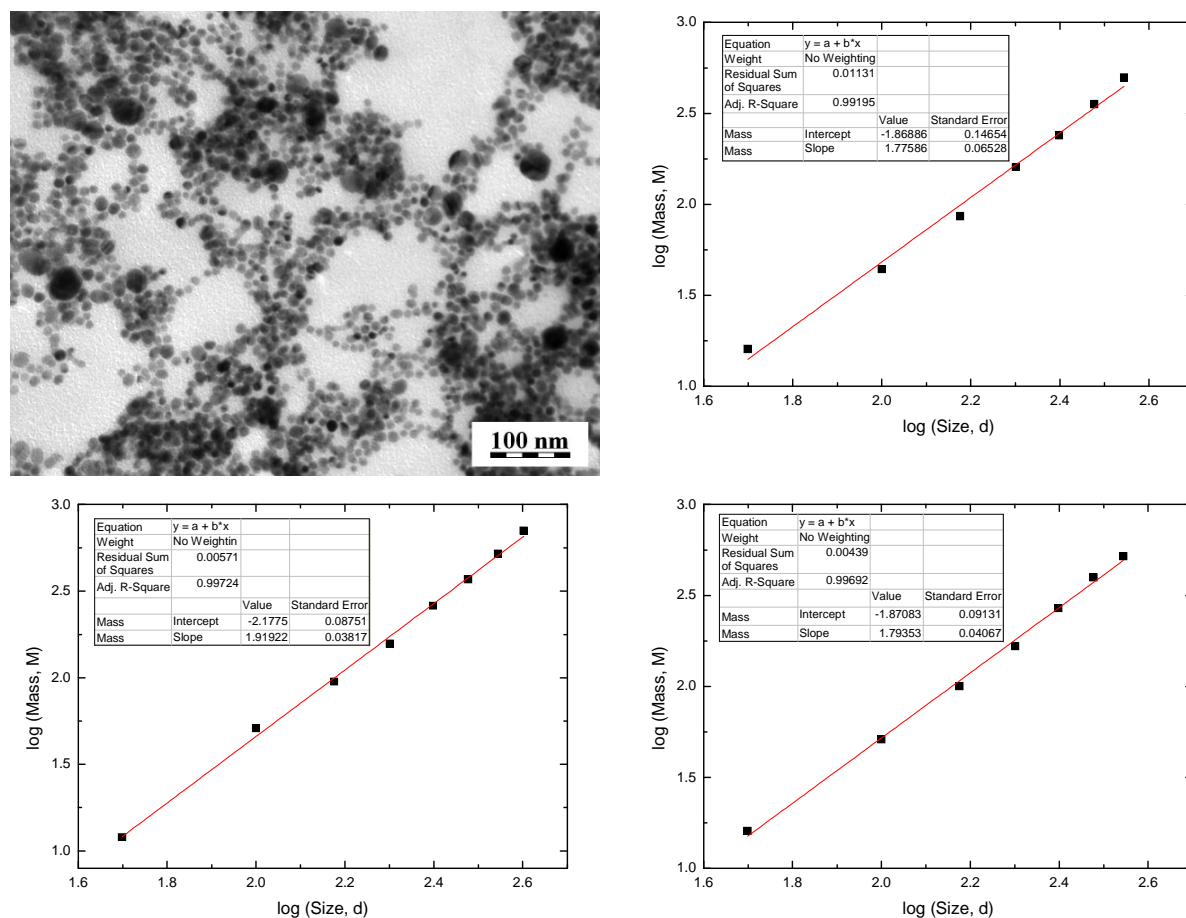 100 nm
3.0
2.5
2.0
1.5
1.0
log (Mass, M)
Equation y = a + b*x
Weight No Weighting
Residual Sum of Squares 0.01131
Adj. R-Square 0.99195
Value Standard Error
Mass Intercept -1.86886 0.14654
Mass Slope 1.77586 0.06528
1.6 1.8 2.0 2.2 2.4 2.6
log (Size, d)
3.0
2.5
2.0
1.5
1.0
log (Mass, M)
Equation y = a + b*x
Weight No Weightin
Residual Sum of Squares 0.00571
Adj. R-Square 0.99724
Value Standard Error
Mass Intercept -2.1775 0.08751
Mass Slope 1.91922 0.03817
1.6 1.8 2.0 2.2 2.4 2.6
log (Size, d)
3.0
2.5
2.0
1.5
1.0
log (Mass, M)
Equation y = a + b*x
Weight No Weighting
Residual Sum of Squares 0.00439
Adj. R-Square 0.99692
Value Standard Error
Mass Intercept -1.87083 0.09131
Mass Slope 1.79353 0.04067
1.6 1.8 2.0 2.2 2.4 2.6
log (Size, d)